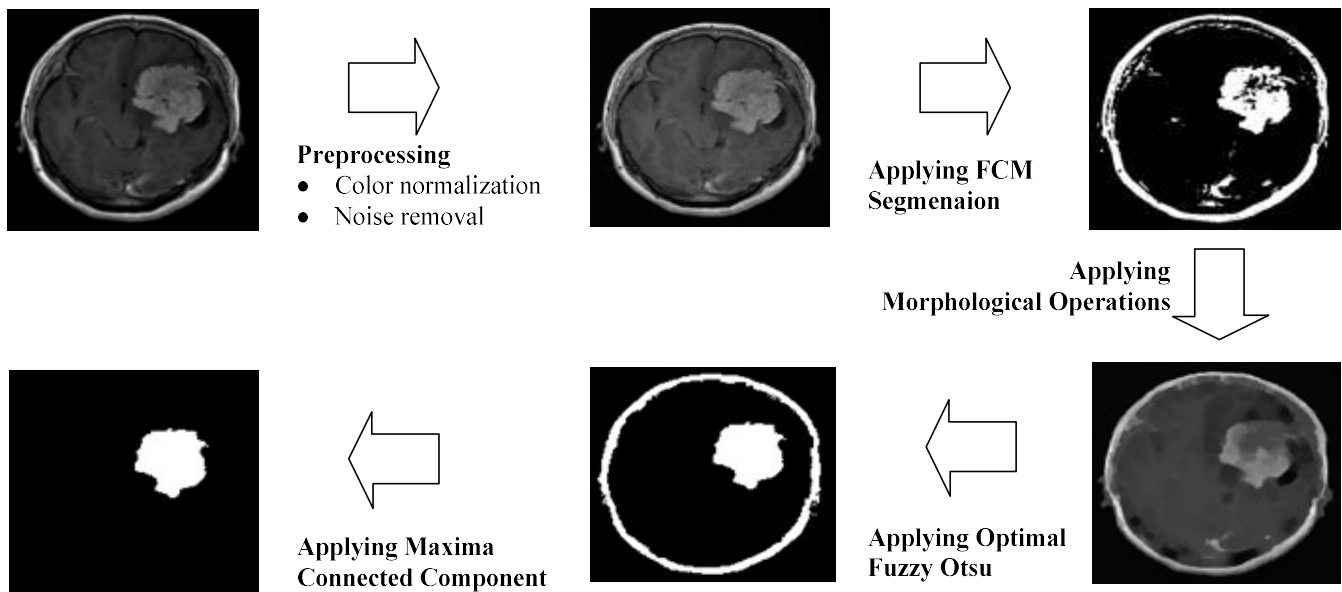 Preprocessing
● Color normalization
● Noise removal
Applying FCM
Segmenaion
Applying
Morphological Operations
Applying Optimal
Fuzzy Otsu
Applying Maxima
Connected Component